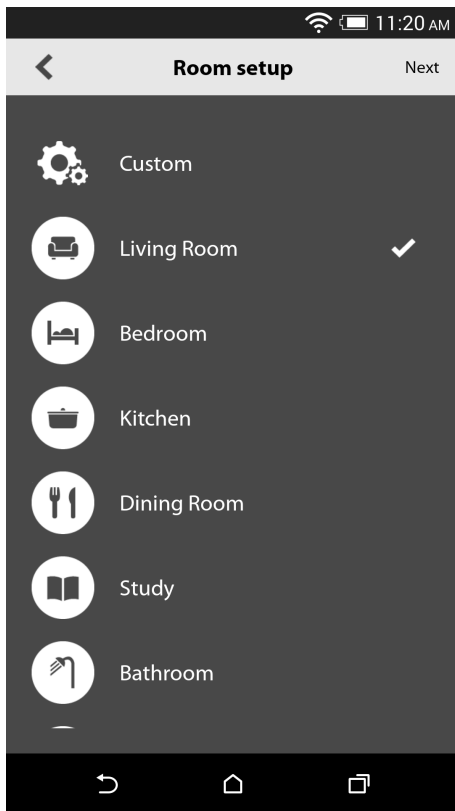 11:20 AM
Room setup
Next
Custom
Living Room
Bedroom
Kitchen
Dining Room
Study
Bathroom